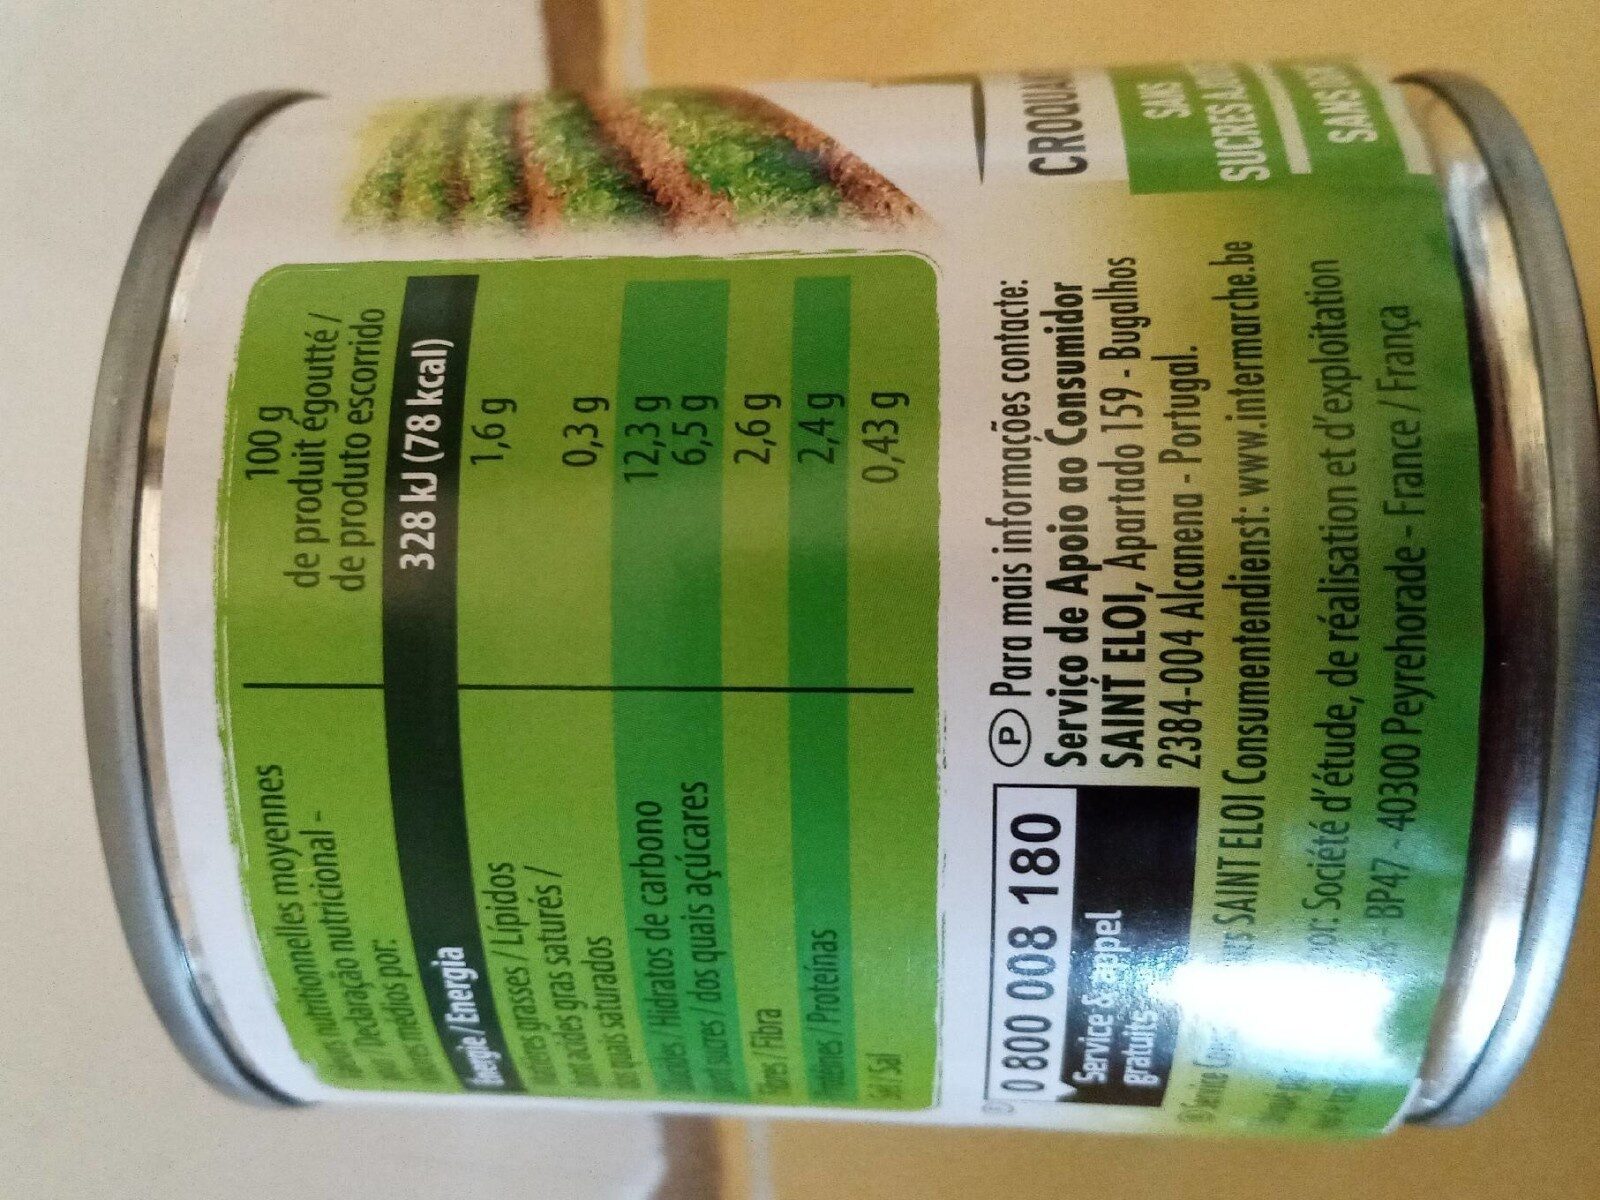 nutritionnelles moyennes
Declaração nutricional -
médios por:
100 g
de produit égoutté /
de produto escorrido
Énergie / Energia
328 kJ (78 kcal)
grasses / Lípidos
1,6 g
acides gras saturés /
quais saturados
0,3 g
/ Hidratos de carbono
12,3 g
sucres / dos quais açúcares
6,5 g
Fibres / Fibra
2,6 g
Protéines / Proteínas
2,4 g
Sel / Sal
0,43 g
0 800 008 180
Service & appel
gratuits
P Para mais informações contacte:
Serviço de Apoio ao Consumidor
SAINT ELOI, Apartado 159 - Bugalhos
2384-004 Alcanena - Portugal.
SAINT ELOI Consumentendienst: www.intermarche.be
Société d'étude, de réalisation et d'exploitation
BP47 - 40300 Peyrehorade - France / França
SANS